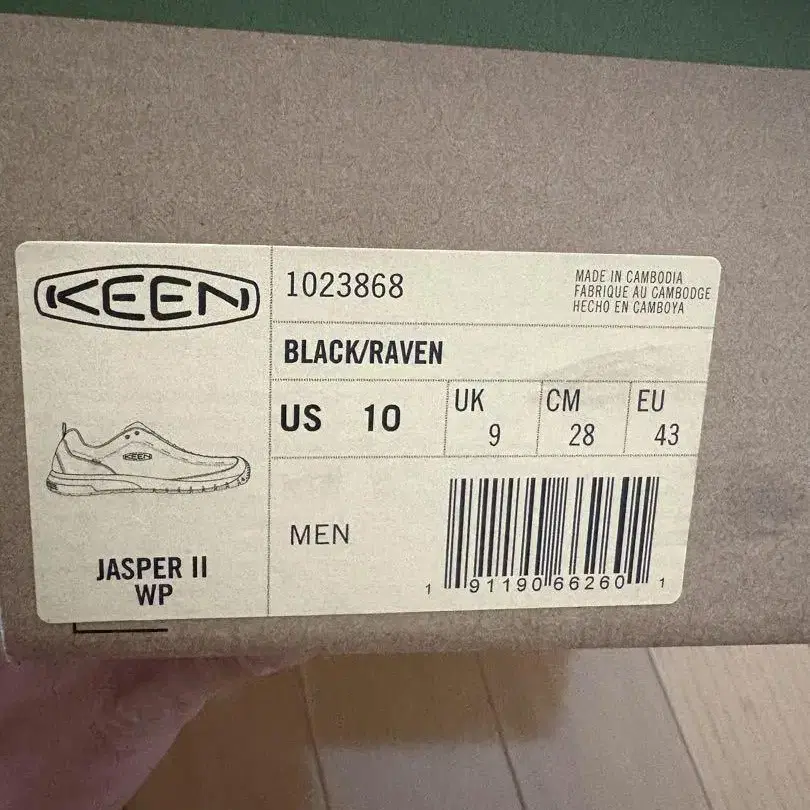 KEEN
1023868
MADE IN CAMBODIA
FABRIQUE AU CAMBODGE
HECHO EN CAMBOYA
BLACK/RAVEN
US 10
UK 9
CM 28
EU 43
KEEN
MEN
JASPER II
WP
1 91190 66260 1